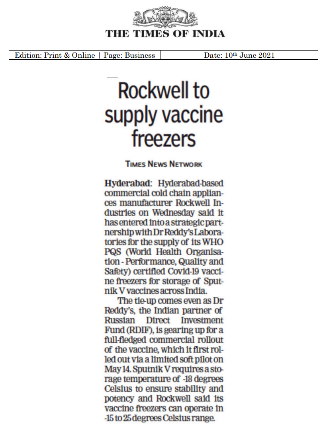 THE TIMES OF INDIA
Edition: Print & Online | Page: Business | Date: 10th June 2021
Rockwell to
supply vaccine
freezers
TIMES NEWS NETWORK
Hyderabad: Hyderabad-based
commercial cold chain applian-
ces manufacturer Rockwell In-
dustries on Wednesday said it
has entered into a strategic part-
nership with Dr Reddy's Labora-
tories for the supply of its WHO
PQS (World Health Organisa-
tion - Performance, Quality and
Safety) certified Covid-19 vacci-
ne freezers for storage of Sput-
nik V vaccines across India.
The tie-up comes even as Dr
Reddy's, the Indian partner of
Russian Direct Investment
Fund (RDIF), is gearing up for a
full-fledged commercial rollout
of the vaccine, which it first rol-
led out via a limited soft pilot on
May 14. Sputnik V requires a sto-
rage temperature of -18 degrees
Celsius to ensure stability and
potency and Rockwell said its
vaccine freezers can operate in
-15 to 25 degrees Celsius range.